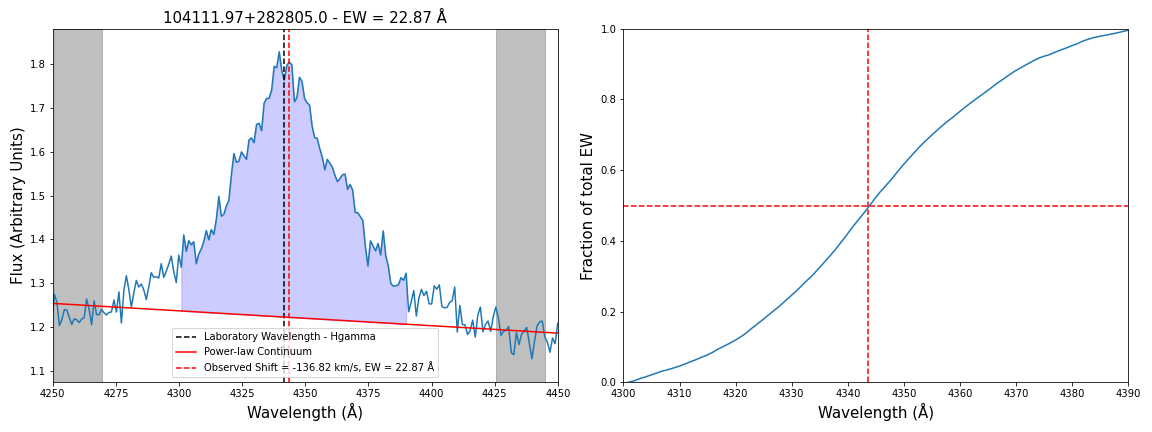 104111.97+282805.0 - EW = 22.87 Å
Flux (Arbitrary Units)
1.8
1.7
1.6
1.5
1.4
1.3
1.2
1.1
Laboratory Wavelength - Hgamma
Power-law Continuum
Observed Shift = -136.82 km/s, EW = 22.87 Å
4250 4275 4300 4325 4350 4375 4400 4425 4450
Wavelength (Å)
Fraction of total EW
1.0
0.8
0.6
0.4
0.2
0.0
4300 4310 4320 4330 4340 4350 4360 4370 4380 4390
Wavelength (Å)